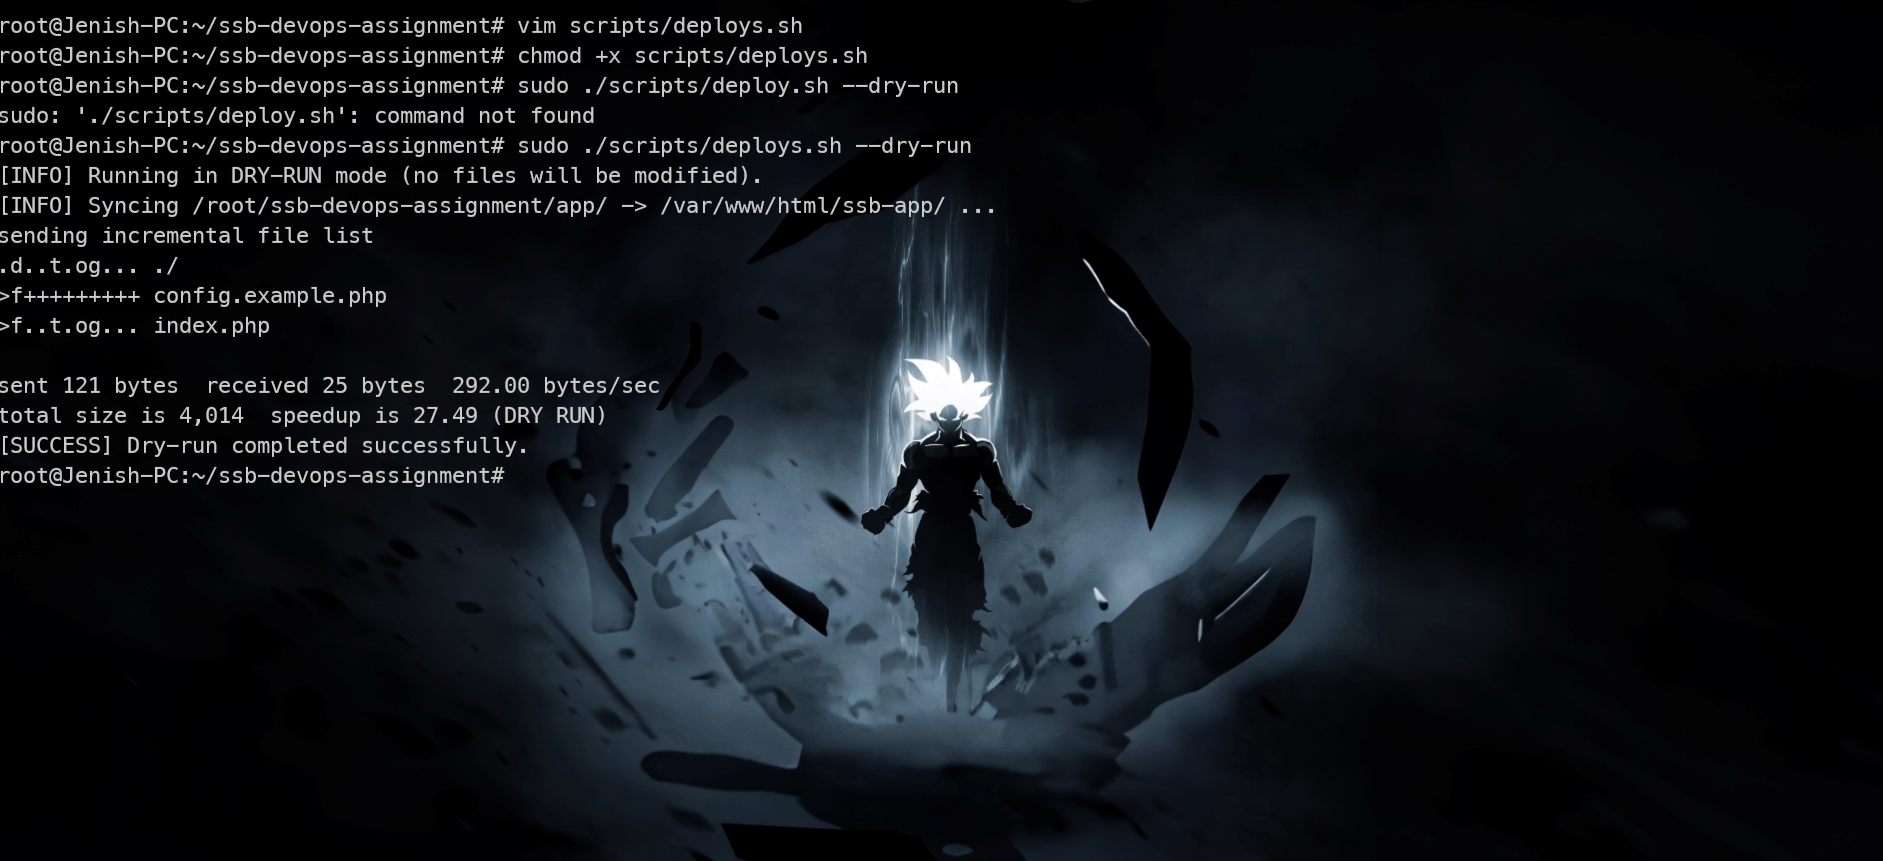 root@Jenish-PC:~/ssb-devops-assignment# vim scripts/deploys.sh
root@Jenish-PC:~/ssb-devops-assignment# chmod +x scripts/deploys.sh
root@Jenish-PC:~/ssb-devops-assignment# sudo ./scripts/deploy.sh --dry-run
sudo: './scripts/deploy.sh': command not found
root@Jenish-PC:~/ssb-devops-assignment# sudo ./scripts/deploys.sh --dry-run
[INFO] Running in DRY-RUN mode (no files will be modified).
[INFO] Syncing /root/ssb-devops-assignment/app/ -> /var/www/html/ssb-app/ ...
sending incremental file list
.d..t.og... ./
>f+++++++++ config.example.php
>f..t.og... index.php

sent 121 bytes  received 25 bytes  292.00 bytes/sec
total size is 4,014  speedup is 27.49 (DRY RUN)
[SUCCESS] Dry-run completed successfully.
root@Jenish-PC:~/ssb-devops-assignment#